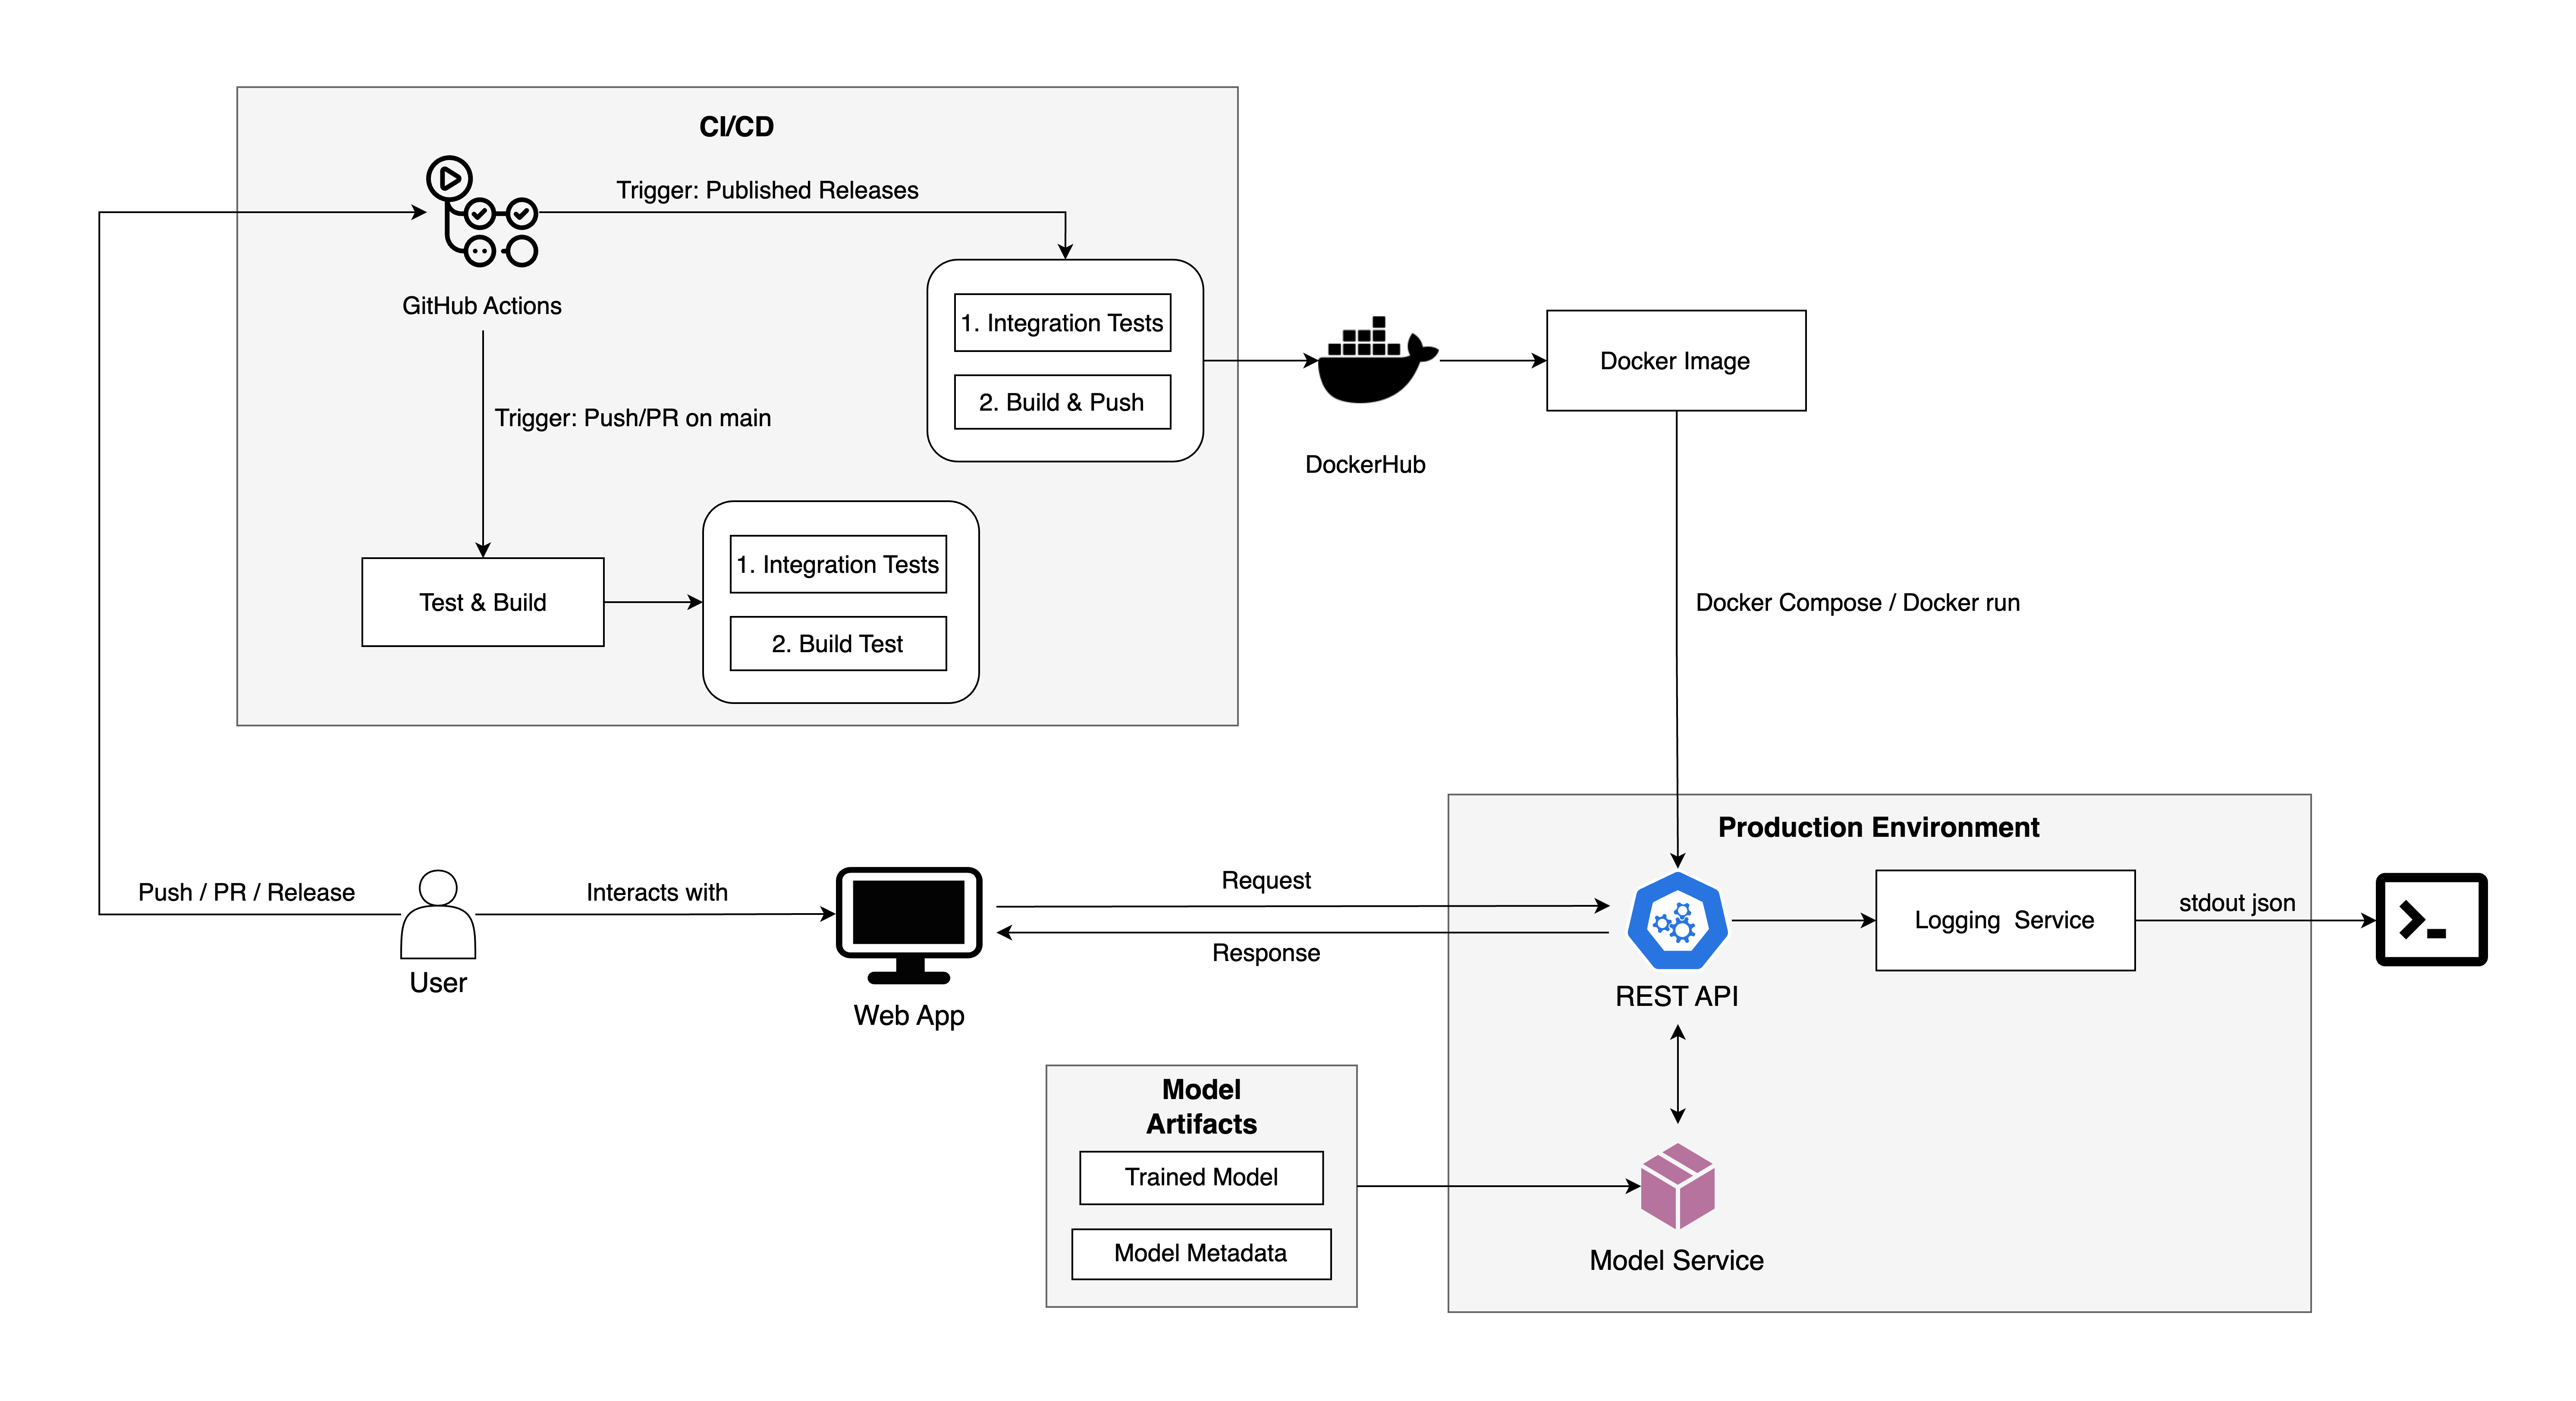 CI/CD
Trigger: Published Releases
GitHub Actions
1. Integration Tests
2. Build & Push
DockerHub
Docker Image
Trigger: Push/PR on main
Test & Build
1. Integration Tests
2. Build Test
Docker Compose / Docker run
Production Environment
Push / PR / Release
User
Interacts with
Web App
Request
Response
REST API
Logging Service
stdout json
Model
Artifacts
Trained Model
Model Metadata
Model Service